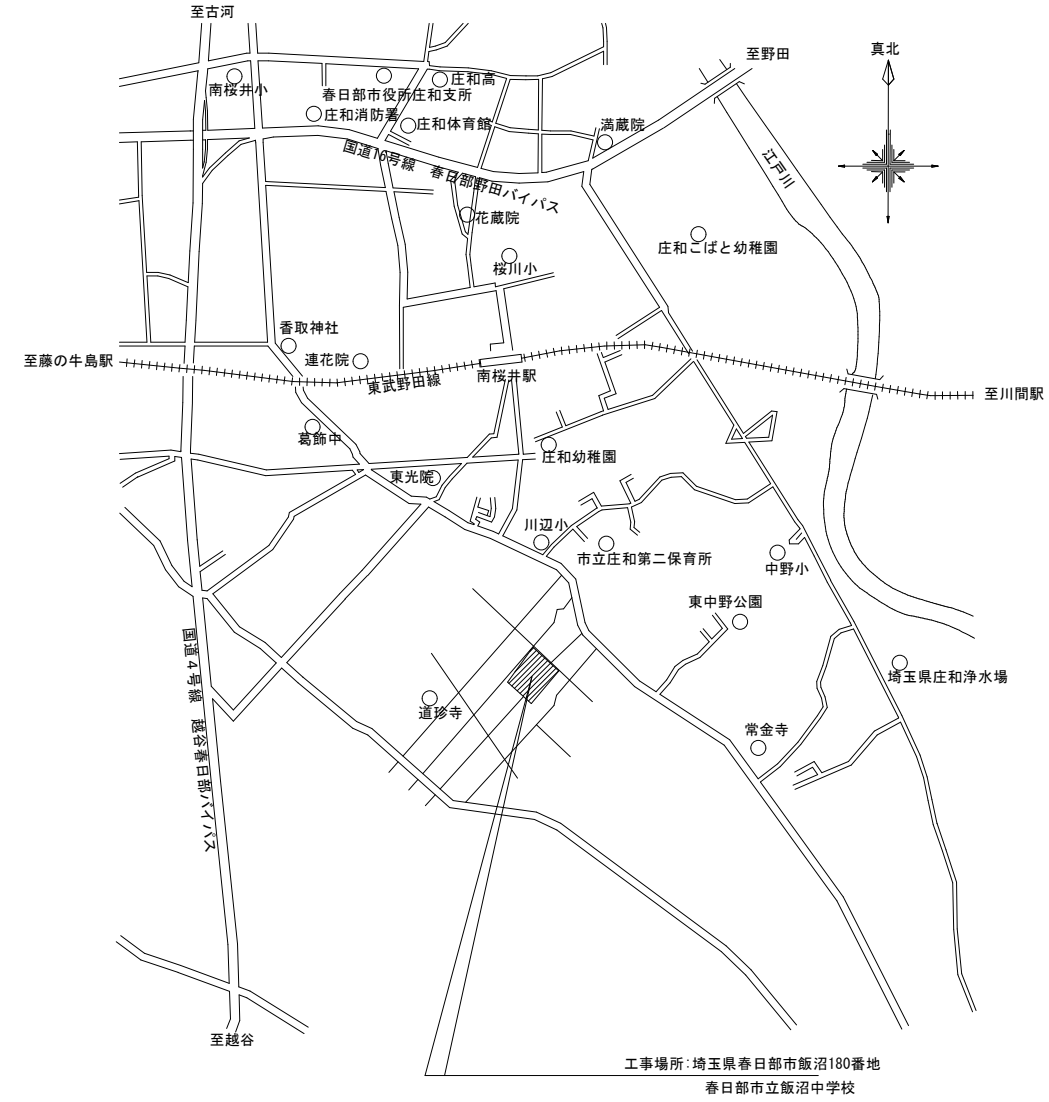 至古河
至野田
真北
南桜井小
庄和高
春日部市役所庄和支所
庄和消防署
庄和体育館
満蔵院
国道16号線　春日部野田バイパス
江戸川
花蔵院
庄和こばと幼稚園
桜川小
香取神社
連花院
至藤の牛島駅
東武野田線
南桜井駅
至川間駅
葛飾中
庄和幼稚園
東光院
川辺小
市立庄和第二保育所
中野小
東中野公園
国道4号線　越谷春日部バイパス
埼玉県庄和浄水場
道珍寺
常金寺
至越谷
工事場所:埼玉県春日部市飯沼180番地
春日部市立飯沼中学校